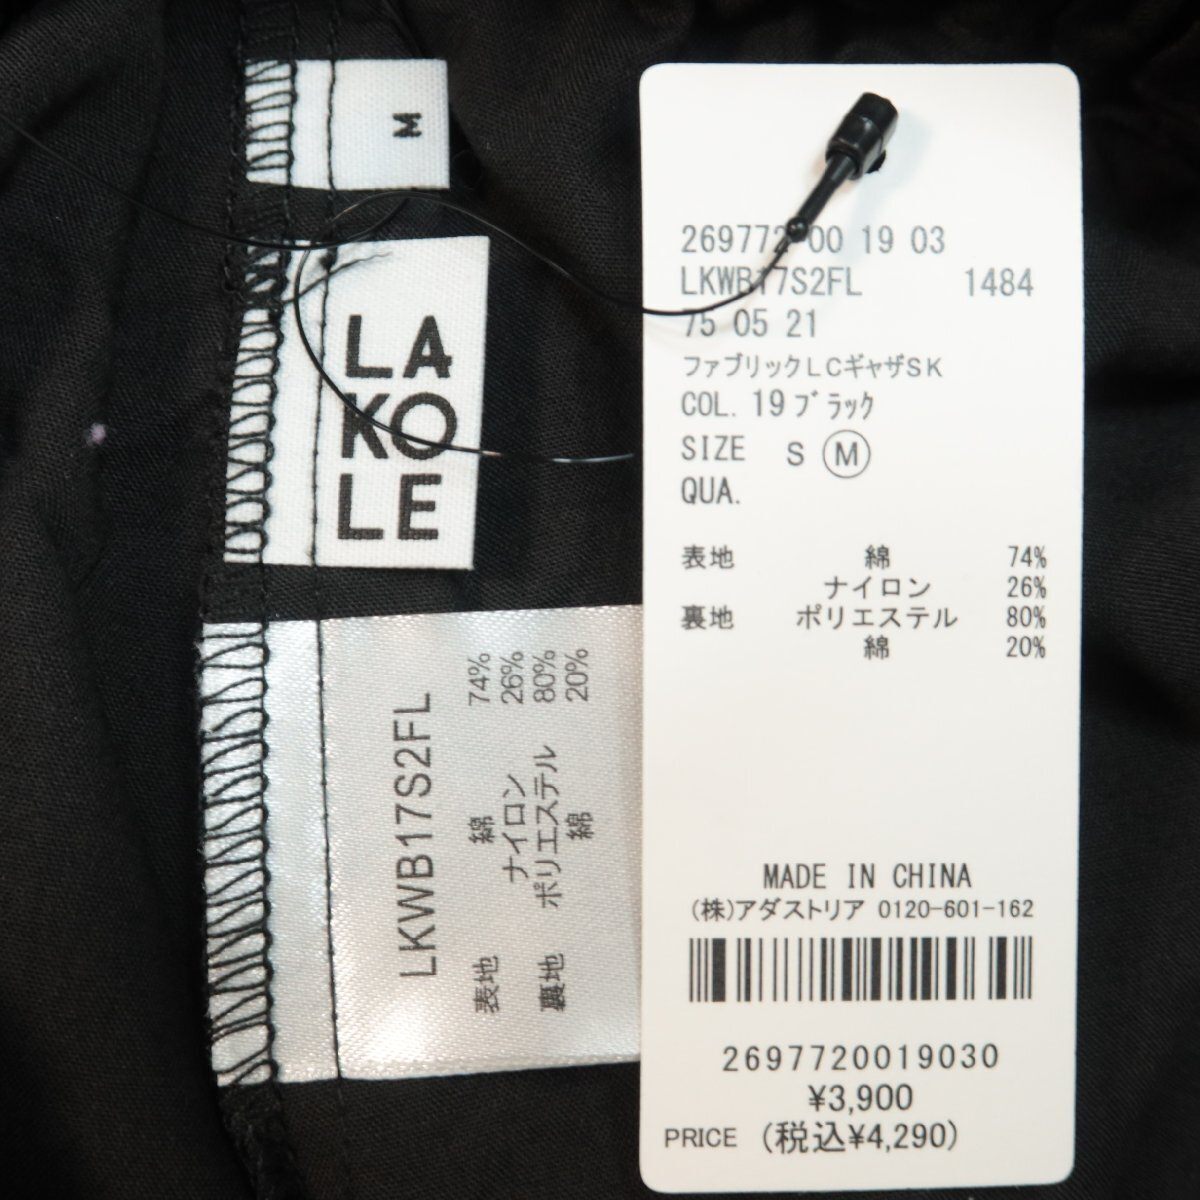 M
LA
KO
LE
LKWB17S2FL
表地 綿 74%
ナイロン 26%
裏地 ポリエステル 80%
綿 20%
269772 00 19 03
LKWB17S2FL 1484
75 05 21
ファブリックLCギャザSK
COL. 19 ブラック
SIZE S M
QUA.
表地 綿 74%
ナイロン 26%
裏地 ポリエステル 80%
綿 20%
MADE IN CHINA
(株)アダストリア 0120-601-162
2697720019030
¥3,900
PRICE (税込¥4,290)